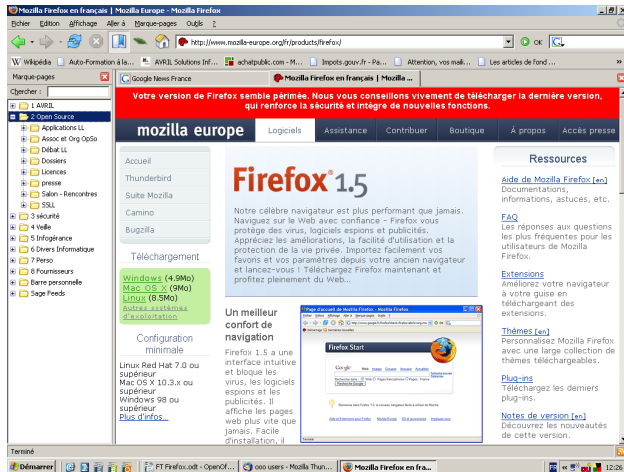 Mozilla Firefox en français | Mozilla Europe - Mozilla Firefox
Fichier Edition Affichage Aller à Marque-pages Outils ?
http://www.mozilla-europe.org/fr/products/firefox/
OK
Wikipédia Auto-Formation à la... AVRIL Solutions Inf... achatpublic.com - M... Impots.gouv.fr - Pa... Attention, vos maili... Les articles de fond ...
Marque-pages
Google News France
Mozilla Firefox en français | Mozilla ...
Chercher :
1 AVRIL
2 Open Source
Applications LL
Assoc et Org OpSo
Débat LL
Dossiers
Licences
presse
Salon - Rencontres
SSLL
3 sécurité
4 Veille
5 Infogérance
6 Divers Informatique
7 Perso
8 Fournisseurs
Barre personnelle
Sage Feeds
Votre version de Firefox semble périmée. Nous vous conseillons vivement de télécharger la dernière version,
qui renforce la sécurité et intègre de nouvelles fonctions.
mozilla europe Logiciels Assistance Contribuer Boutique À propos Accès presse
Accueil
Thunderbird
Suite Mozilla
Camino
Bugzilla
Téléchargement
Windows (4.9Mo)
Mac OS X (9Mo)
Linux (8.5Mo)
Autres systèmes
d'exploitation
Configuration
minimale
Linux Red Hat 7.0 ou
supérieur
Mac OS X 10.3.x ou
supérieur
Windows 98 ou
supérieur
Plus d'infos...
Firefox 1.5
Notre célèbre navigateur est plus performant que jamais.
Naviguez sur le Web avec confiance - Firefox vous
protège des virus, logiciels espions et publicités.
Appréciez les améliorations, la facilité d'utilisation et la
protection de la vie privée. Importez facilement vos
favoris et vos paramètres depuis votre ancien navigateur
et lancez-vous ! Téléchargez Firefox maintenant et
profitez pleinement du Web...
Un meilleur
confort de
navigation
Firefox 1.5 a une
interface intuitive
et bloque les
virus, les logiciels
espions et les
publicités. Il
affiche les pages
web plus vite que
jamais. Facile
d'installation, il
Page d'accueil de Mozilla Firefox - Mozilla Firefox
Firefox Start
Google
Ressources
Aide de Mozilla Firefox [en]
Documentations,
informations, astuces, etc.
FAQ
Les réponses aux questions
les plus fréquentes pour les
utilisateurs de Mozilla
Firefox.
Extensions
Améliorez votre navigateur
à votre guise en
téléchargeant des
extensions.
Thèmes [en]
Personnalisez Mozilla Firefox
avec une large collection de
thèmes téléchargeables.
Plug-ins
Téléchargez les derniers
plug-ins.
Notes de version [en]
Découvrez les nouveautés
de cette version.
Terminé
Démarrer FT Firefox.odt - OpenOf... ooo users - Mozilla Thun... Mozilla Firefox en fra... FR 12:26